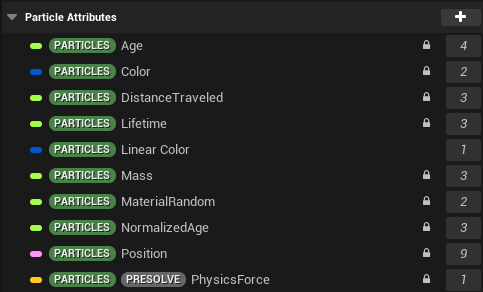 Particle Attributes +
PARTICLES Age 4
PARTICLES Color 2
PARTICLES DistanceTraveled 3
PARTICLES Lifetime 3
PARTICLES Linear Color 1
PARTICLES Mass 3
PARTICLES MaterialRandom 2
PARTICLES NormalizedAge 3
PARTICLES Position 9
PARTICLES PRESOLVE PhysicsForce 1